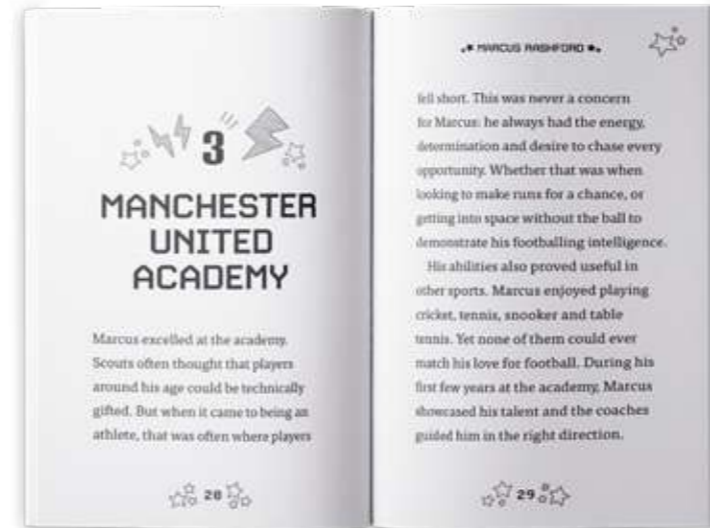 3
MANCHESTER
UNITED
ACADEMY
Marcus excelled at the academy.
Scouts often thought that players
around his age could be technically
gifted. But when it came to being an
athlete, that was often where players
28
MARCUS RASHFORD
fell short. This was never a concern
for Marcus: he always had the energy,
determination and desire to chase every
opportunity. Whether that was when
looking to make runs for a chance, or
getting into space without the ball to
demonstrate his footballing intelligence.
His abilities also proved useful in
other sports. Marcus enjoyed playing
cricket, tennis, snooker and table
tennis. Yet none of them could ever
match his love for football. During his
first few years at the academy, Marcus
showcased his talent and the coaches
guided him in the right direction.
29